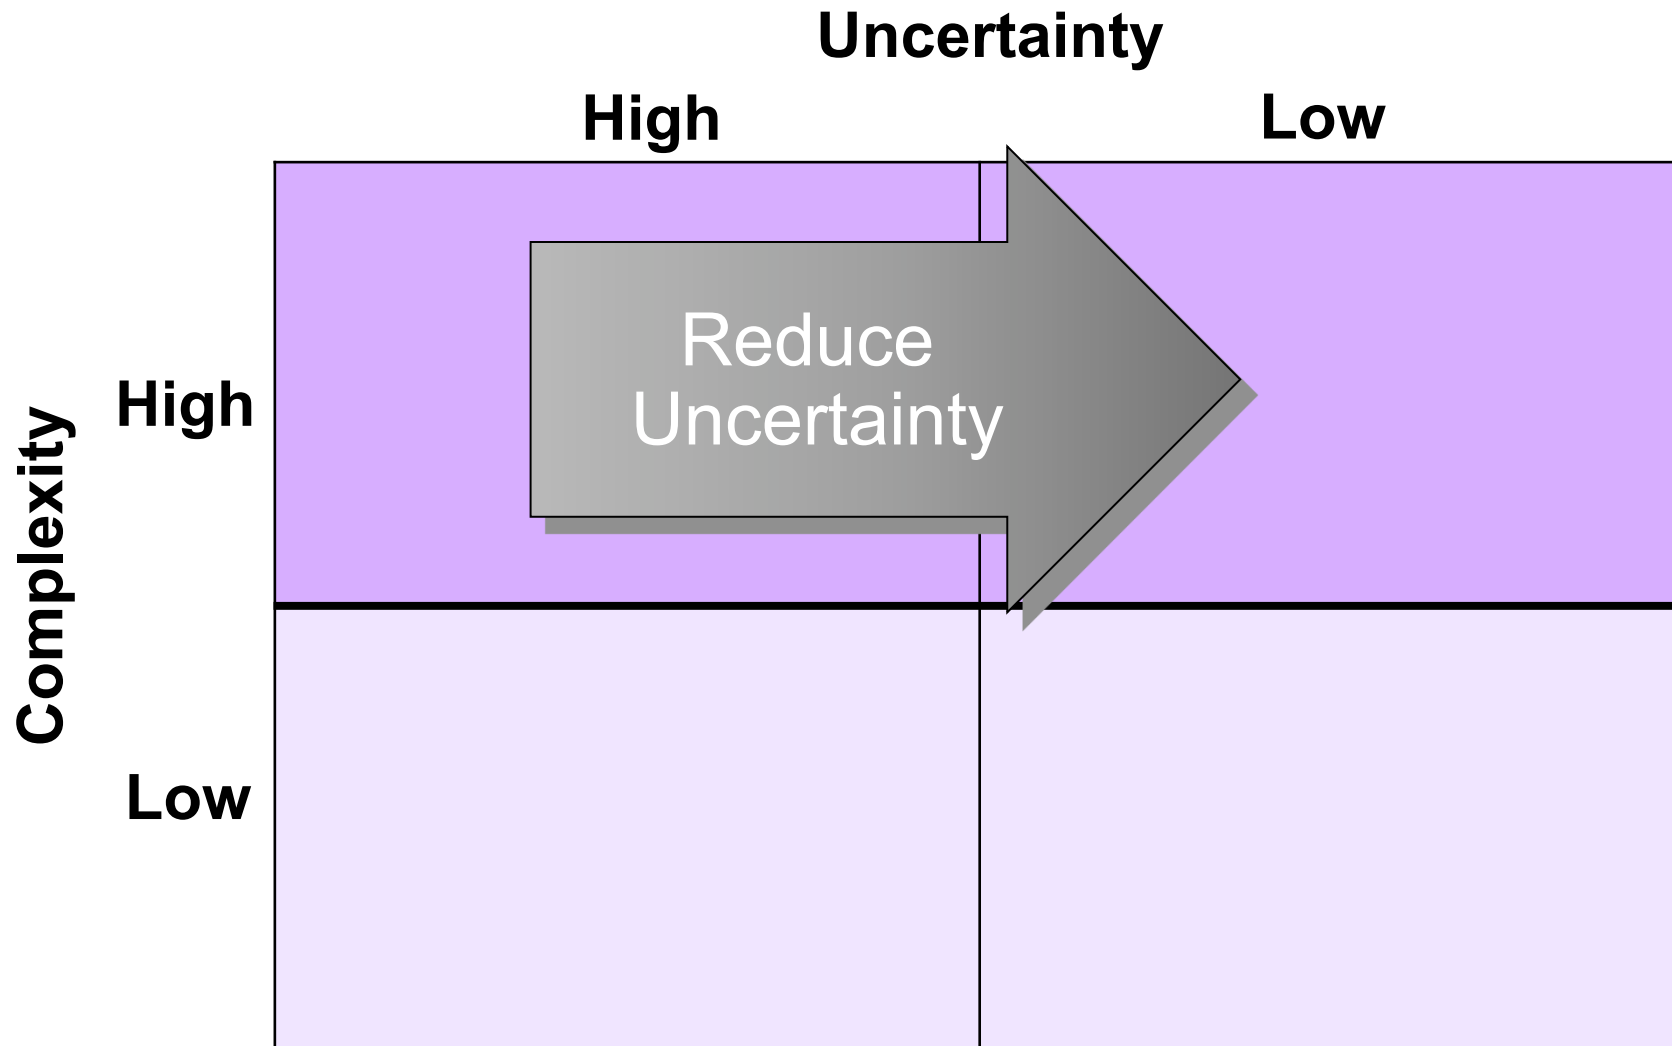 Uncertainty
High
Low
Reduce
Uncertainty
High
Complexity
Low